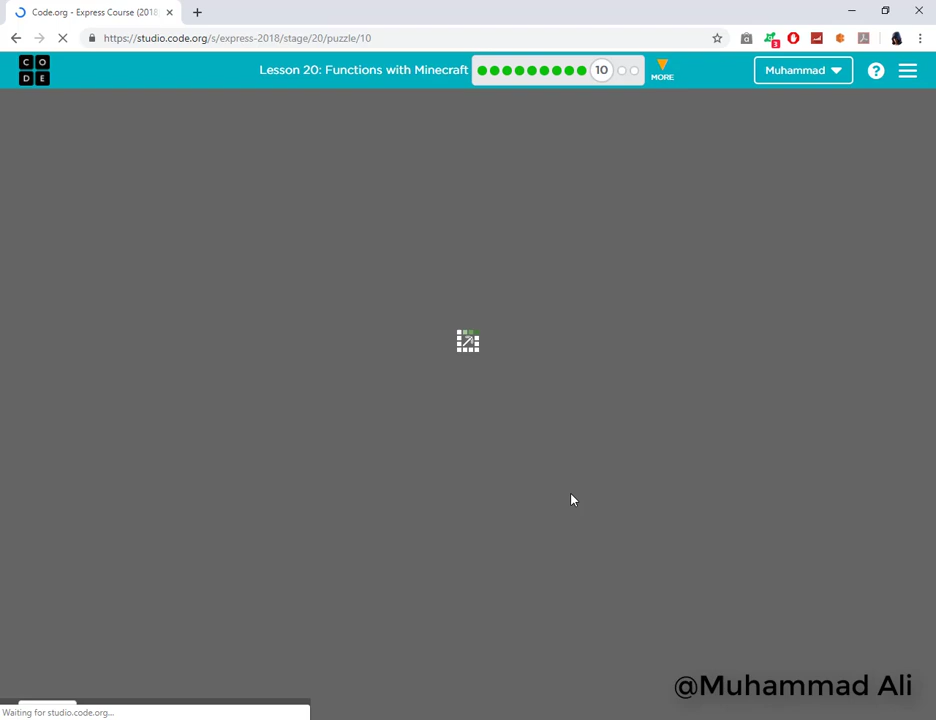 Code.org - Express Course (2018)
https://studio.code.org/s/express-2018/stage/20/puzzle/10
3
C O
D E
Lesson 20: Functions with Minecraft
10
MORE
Muhammad
?
@Muhammad Ali
Waiting for studio.code.org...